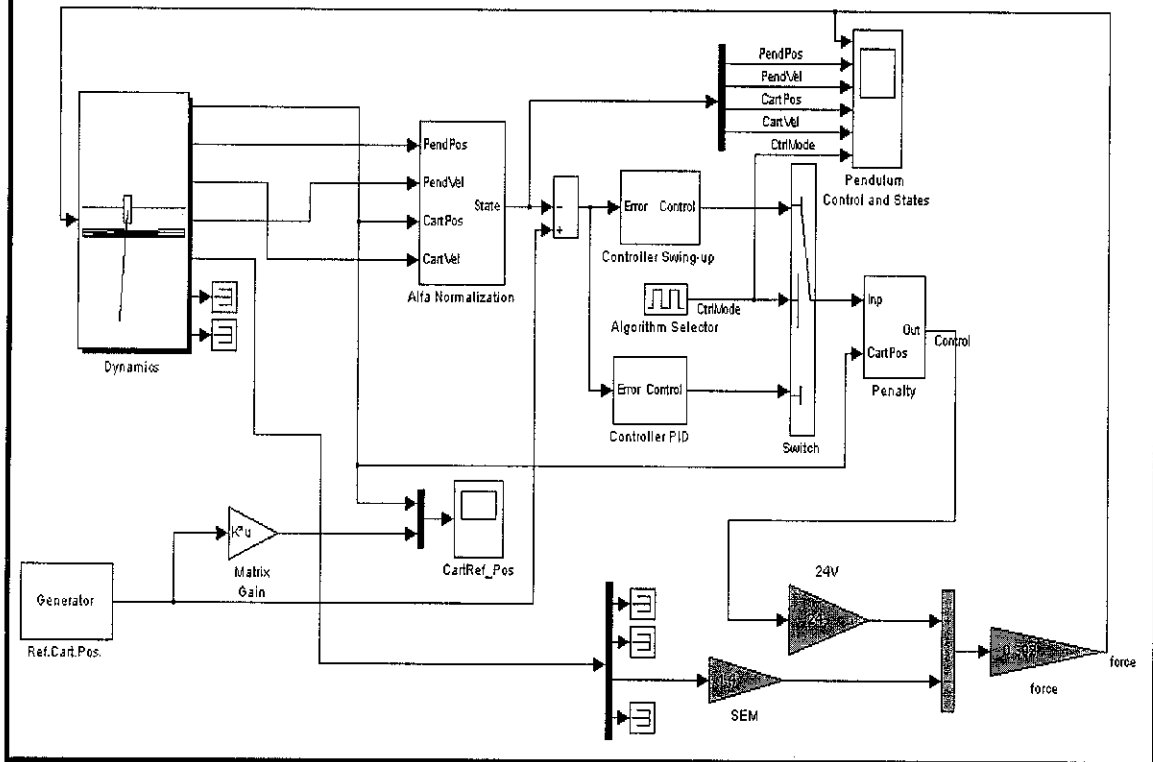 PendPos
PendVel
CartPos
CartVel
CtrlMode
Pendulum
Control and States
PendPos
PendVel
CartPos
CartVel
State
Alfa Normalization
Dynamics
-
+
Error Control
Controller Swing-up
CtrlMode
Algorithm Selector
Error Control
Controller PID
Switch
Inp
CartPos
Out
Penalty
Control
K*u
Matrix
Gain
CartRef_Pos
Generator
Ref.Cart.Pos.
24V
SEM
force
force